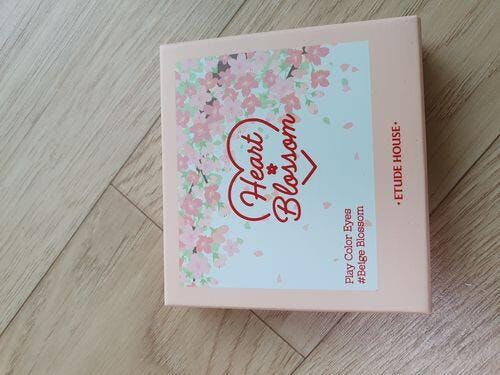 Heart
Blossom
Play Color Eyes
#Beige Blossom
• ETUDE HOUSE •